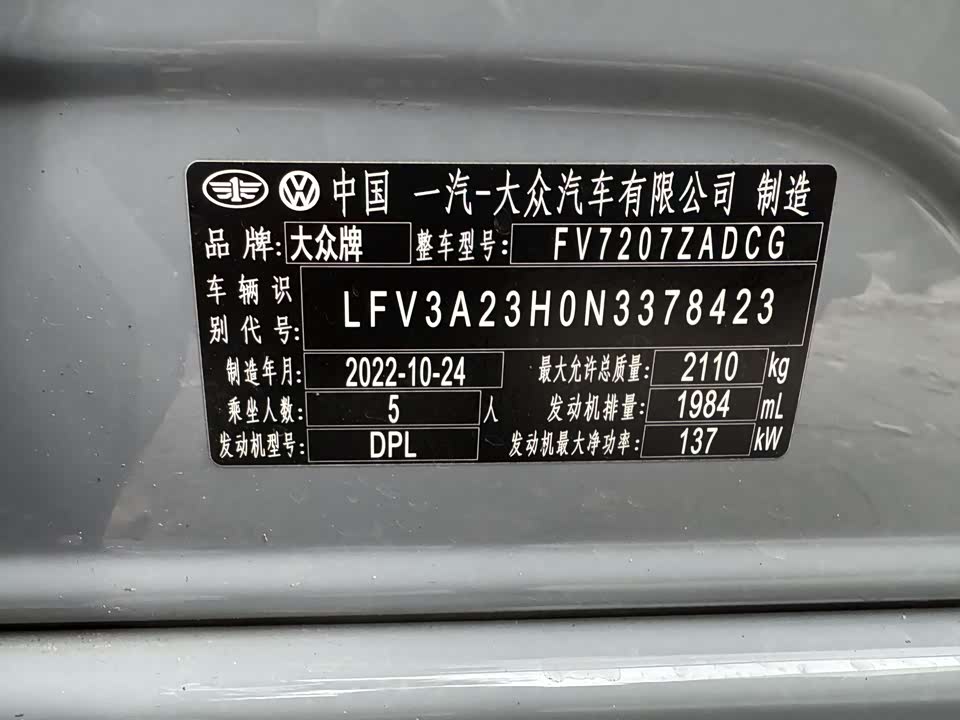 中国 一汽-大众汽车有限公司 制造
品牌: 大众牌 整车型号: FV7207ZADCG
车辆识别代号: LFV3A23H0N3378423
制造年月: 2022-10-24 最大允许总质量: 2110 kg
乘坐人数: 5 人 发动机排量: 1984 mL
发动机型号: DPL 发动机最大净功率: 137 kW